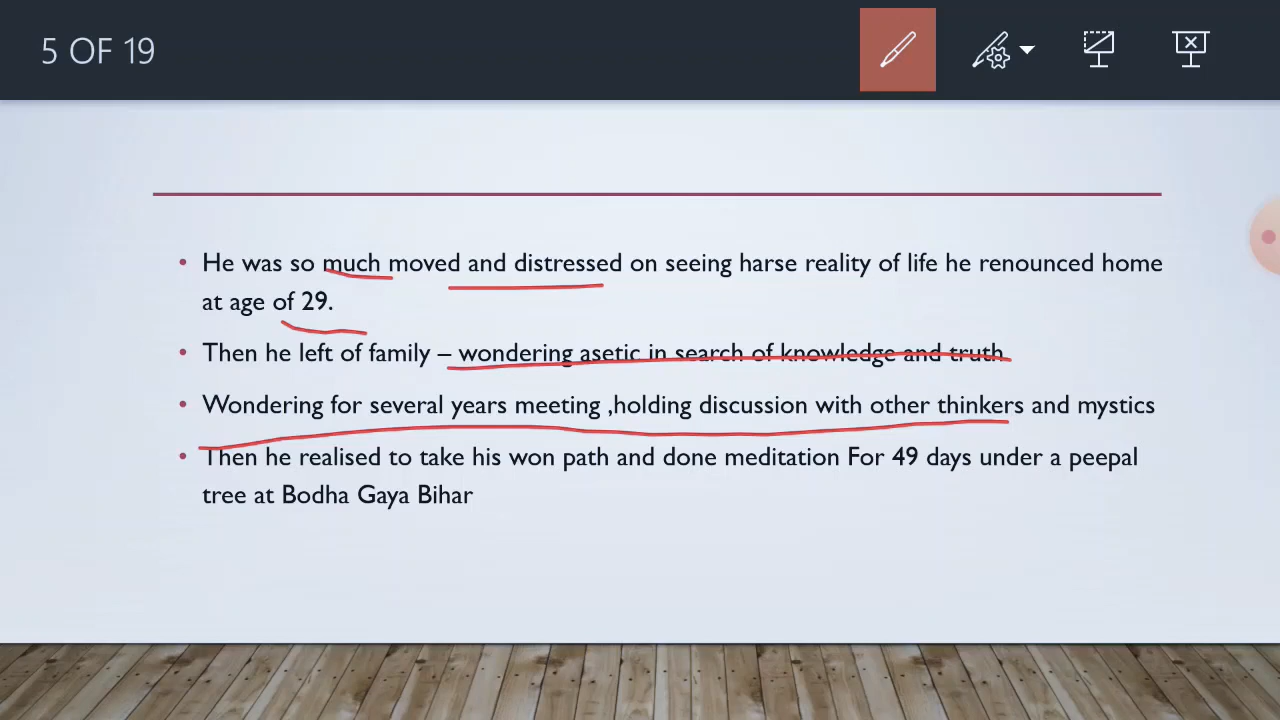 5 OF 19
• He was so much moved and distressed on seeing harse reality of life he renounced home
at age of 29.
• Then he left of family – wondering asetic in search of knowledge and truth.
• Wondering for several years meeting ,holding discussion with other thinkers and mystics
• Then he realised to take his won path and done meditation For 49 days under a peepal
tree at Bodha Gaya Bihar